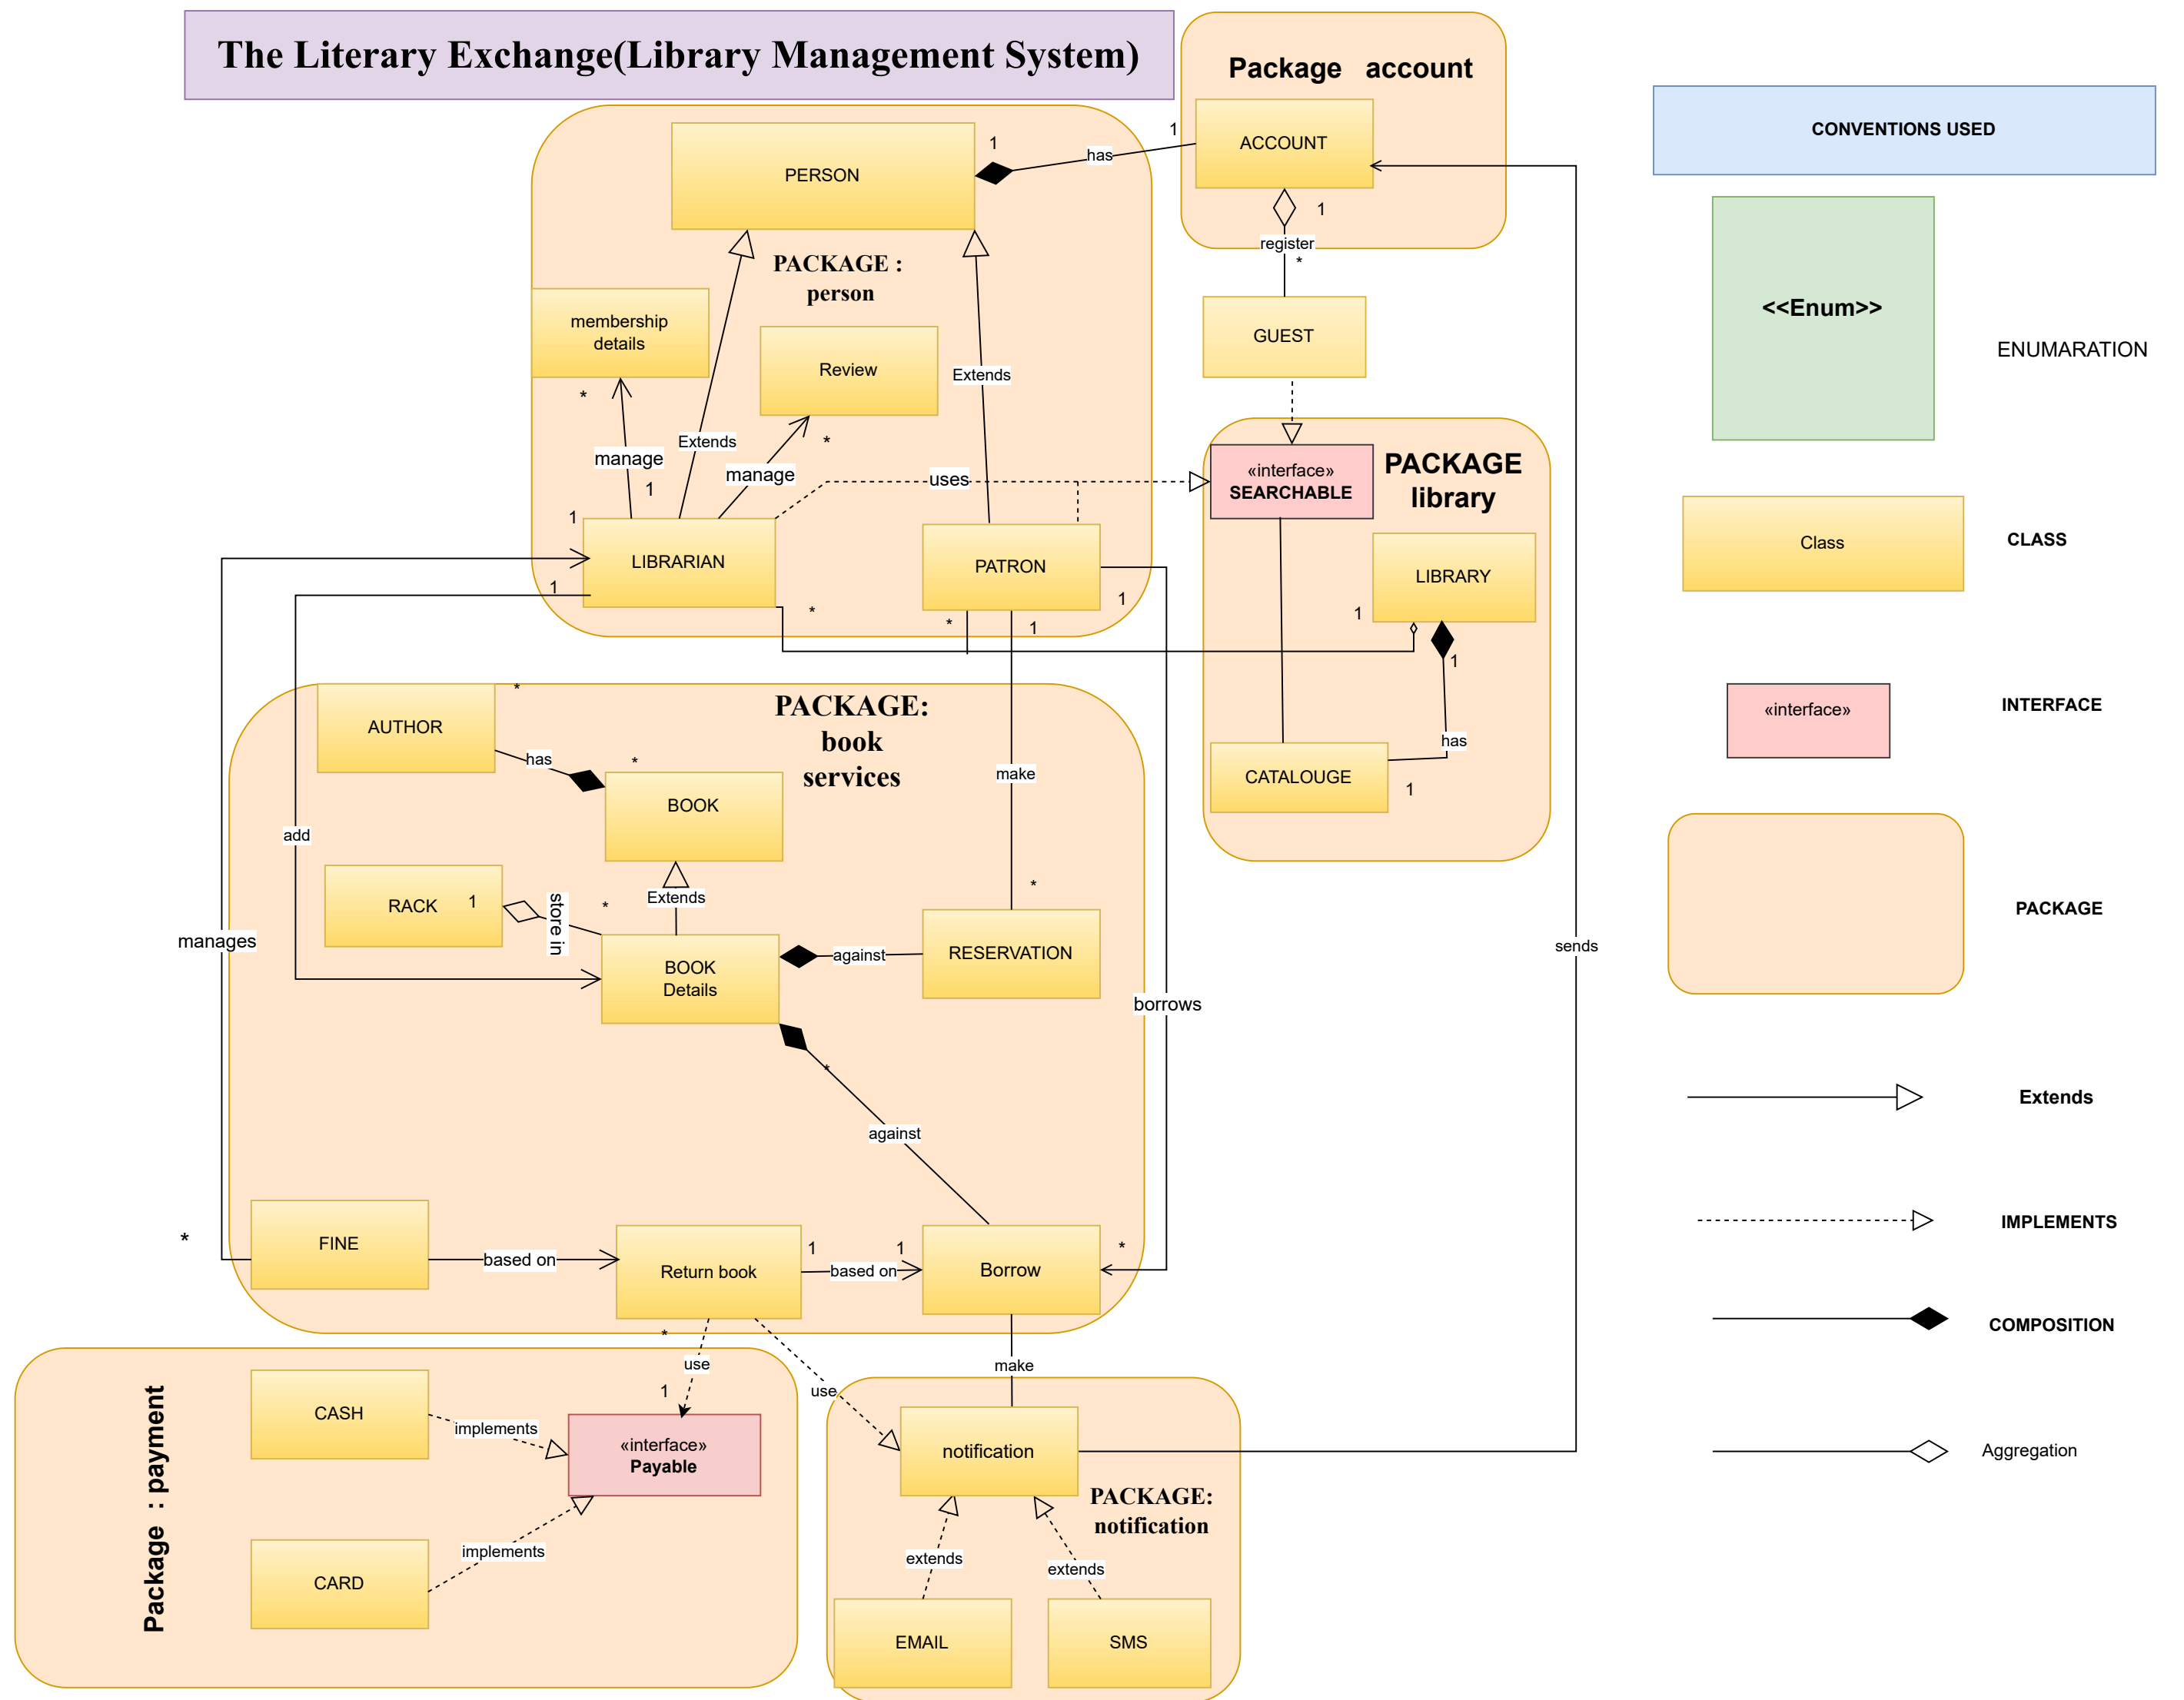 The Literary Exchange(Library Management System)
Package   account
CONVENTIONS USED
PERSON
1
has
1
ACCOUNT
1
register
*
GUEST
<<Enum>>
ENUMARATION
PACKAGE :
person
membership
details
*
Review
*
Extends
Extends
manage
1
manage
uses
«interface»
SEARCHABLE
PACKAGE
library
Class
CLASS
1
LIBRARIAN
1
*
PATRON
*
1
1
LIBRARY
1
1
has
1
CATALOUGE
«interface»
INTERFACE
AUTHOR
*
has
*
BOOK
PACKAGE:
book
services
make
*
add
RACK
1
store in
*
Extends
BOOK
Details
against
RESERVATION
PACKAGE
manages
borrows
sends
*
against
Extends
*
FINE
based on
Return book
1
based on
1
Borrow
*
IMPLEMENTS
COMPOSITION
*
use
1
use
make
Package  : payment
CASH
implements
«interface»
Payable
implements
CARD
notification
Aggregation
PACKAGE:
notification
extends
extends
EMAIL
SMS